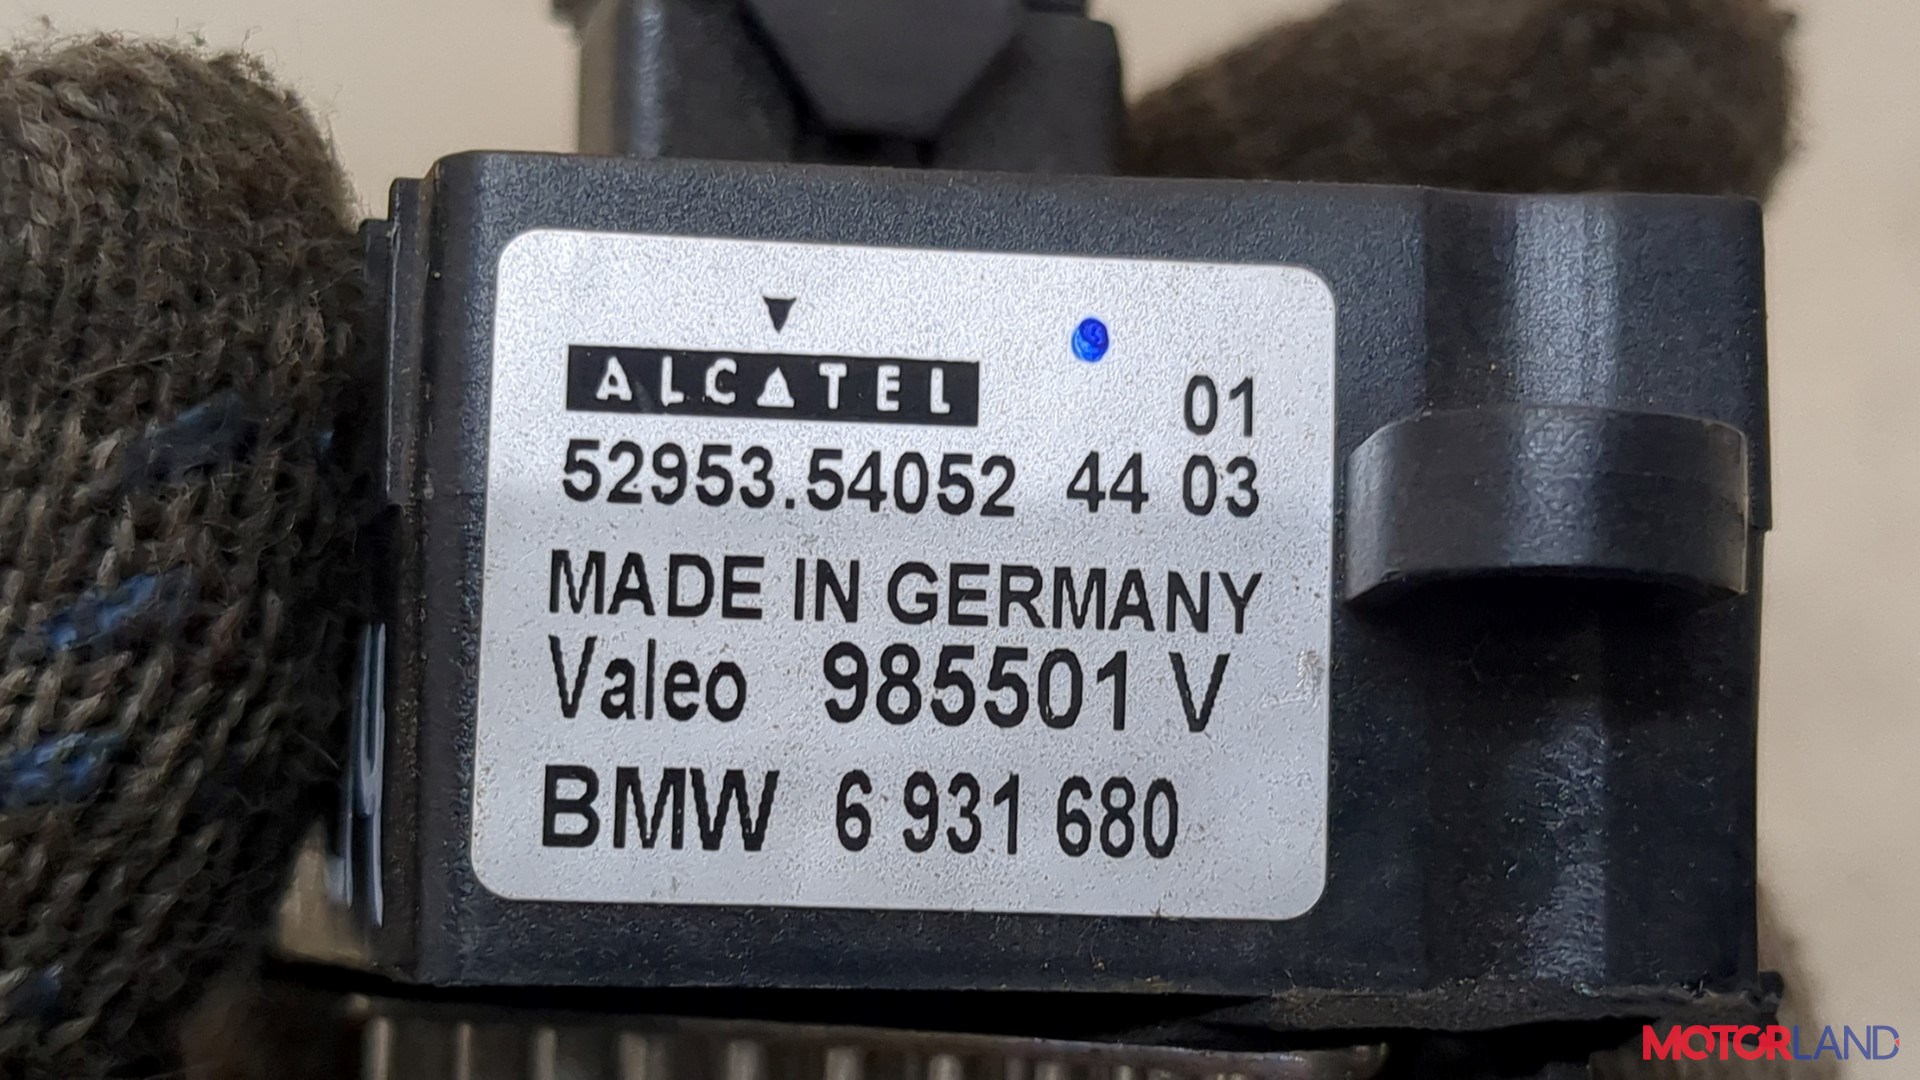 ALCATEL
01
52953.54052 44 03
MADE IN GERMANY
Valeo 985501 V
BMW 6 931 680
MOTORLAND